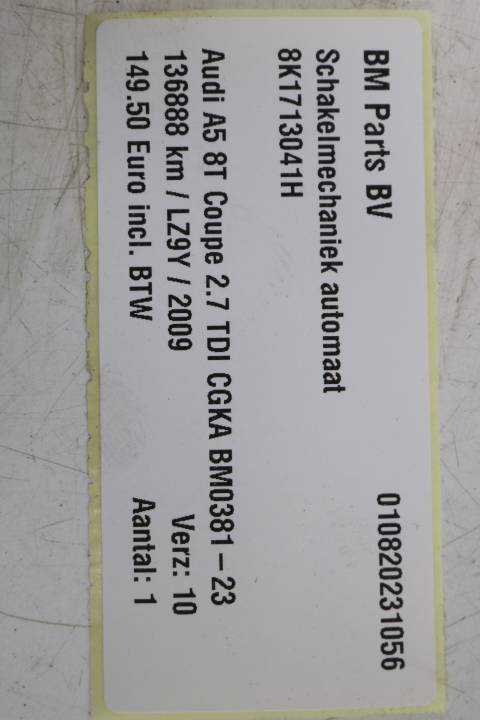 BM Parts BV 010820231056
Schakelmechaniek automaat
8K1713041H
Audi A5 8T Coupe 2.7 TDI CGKA BM0381-23
136888 km / LZ9Y / 2009 Verz: 10
149.50 Euro incl. BTW Aantal: 1